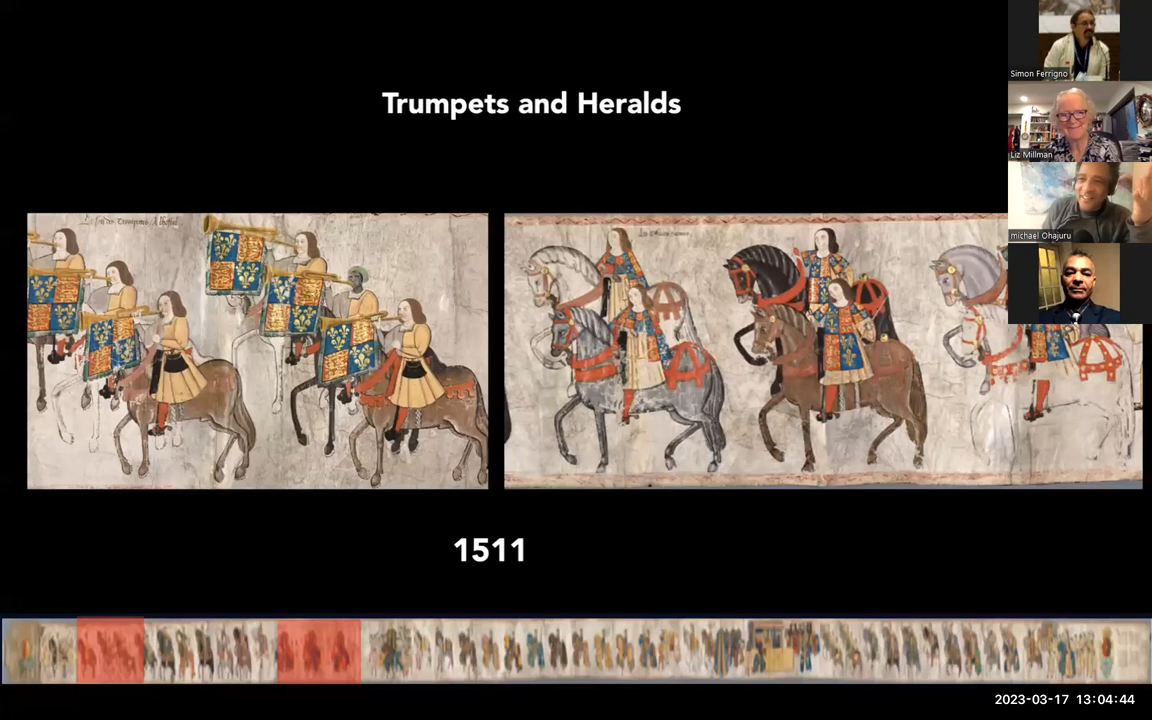 Trumpets and Heralds
Simon Ferrigno
Liz Millman
michael Ohajuru
1511
2023-03-17 13:04:44